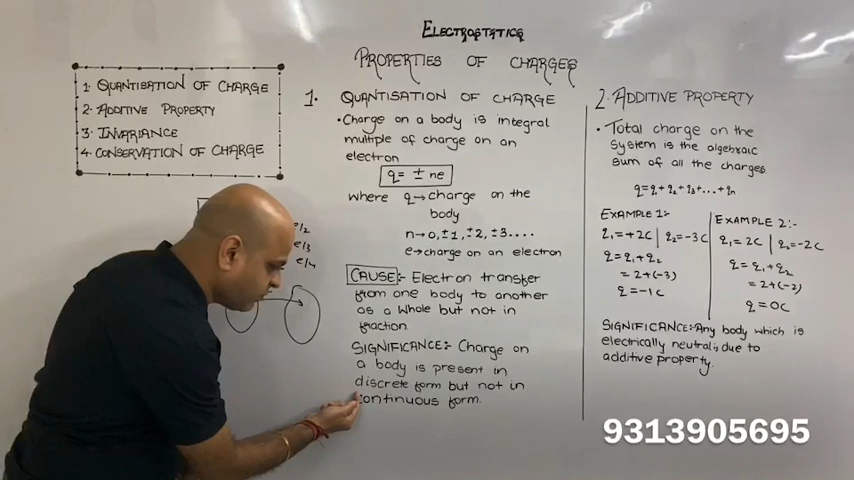 ELECTROSTATICS
PROPERTIES OF CHARGES
1. QUANTISATION OF CHARGE
2. ADDITIVE PROPERTY
3. INVARIANCE
4. CONSERVATION OF CHARGE
e/2
e/3
e/4
1. QUANTISATION OF CHARGE
• Charge on a body is integral
multiple of charge on an
electron
q = ± ne
where q → charge on the
body
n → 0, ±1, ±2, ±3....
e → charge on an electron
CAUSE:- Electron transfer
from one body to another
as a whole but not in
fraction.
SIGNIFICANCE:- Charge on
a body is present in
discrete form but not in
continuous form.
2. ADDITIVE PROPERTY
• Total charge on the
system is the algebraic
sum of all the charges.
q = q₁ + q₂ + q₃ + ... + qₙ
EXAMPLE 1:-
q₁ = +2C | q₂ = -3C
q = q₁ + q₂
= 2 + (-3)
q = -1C
EXAMPLE 2:-
q₁ = 2C | q₂ = -2C
q = q₁ + q₂
= 2 + (-2)
q = 0C
SIGNIFICANCE:- Any body which is
electrically neutral, is due to
additive property.
9313905695